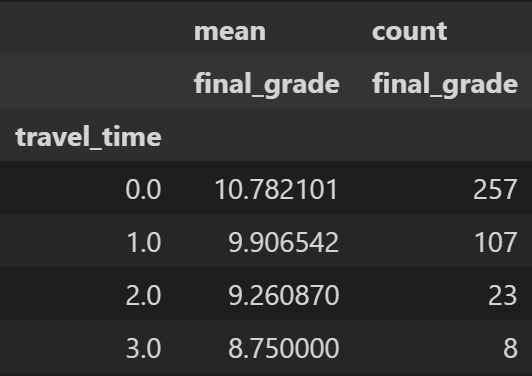 mean count
final_grade final_grade
travel_time
0.0 10.782101 257
1.0 9.906542 107
2.0 9.260870 23
3.0 8.750000 8